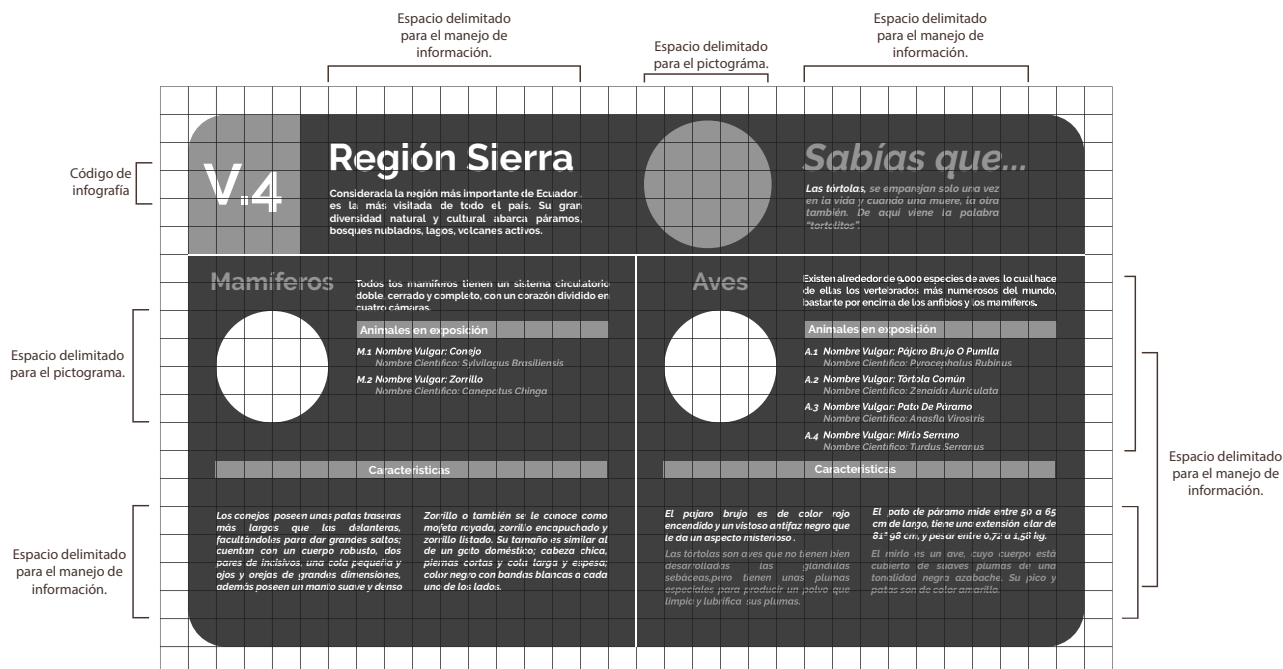 Espacio delimitado
para el manejo de
información.
Espacio delimitado
para el pictográma.
Espacio delimitado
para el manejo de
información.
Código de
infografía
V.4
Región Sierra
Considerada la región más importante de Ecuador ,
es la más visitada de todo el país. Su gran
diversidad natural y cultural abarca páramos,
bosques nublados, lagos, volcanes activos.
Sabías que...
Las tórtolas, se emparejan solo una vez
en la vida y cuando una muere, la otra
también. De aquí viene la palabra
“tortolitos”.
Mamíferos
Todos los mamíferos tienen un sistema circulatorio
doble, cerrado y completo, con un corazón dividido en
cuatro cámaras.
Animales en exposición
M.1 Nombre Vulgar: Conejo
Nombre Científico: Sylvilagus Brasiliensis
M.2 Nombre Vulgar: Zorrillo
Nombre Científico: Canepatus Chinga
Espacio delimitado
para el pictograma.
Caracteristicas
Los conejos poseen unas patas traseras
más largas que las delanteras,
facultándoles para dar grandes saltos;
cuentan con un cuerpo robusto, dos
pares de incisivos, una cola pequeña y
ojos y orejas de grandes dimensiones,
además poseen un manto suave y denso
Zorrillo o también se le conoce como
mofeta rayada, zorrillo encapuchado y
zorrillo listado. Su tamaño es similar al
de un gato doméstico; cabeza chica,
piernas cortas y cola larga y espesa;
color negro con bandas blancas a cada
uno de los lados.
Espacio delimitado
para el manejo de
información.
Aves
Existen alrededor de 9.000 especies de aves, lo cual hace
de ellas los vertebrados más numerosos del mundo,
bastante por encima de los anfibios y los mamíferos.
Animales en exposición
A.1 Nombre Vulgar: Pájaro Brujo O Pumlla
Nombre Científico: Pyrocephalus Rubinus
A.2 Nombre Vulgar: Tórtola Común
Nombre Científico: Zenaida Auriculata
A.3 Nombre Vulgar: Pato De Páramo
Nombre Científico: Anasfla Virostris
A.4 Nombre Vulgar: Mirlo Serrano
Nombre Científico: Turdus Serranus
Caracteristicas
El pajaro brujo es de color rojo
encendido y un vistoso antifaz negro que
le da un aspecto misterioso .
Las tórtolas son aves que no tienen bien
desarrolladas las glándulas
sebáceas,pero tienen unas plumas
especiales para producir un polvo que
limpia y lubrifica sus plumas.
El pato de páramo mide entre 50 a 65
cm de largo, tiene una extensión alar de
81ª 98 cm, y pesar entre 0,72 a 1,58 kg.
El mirlo es un ave, cuyo cuerpo está
cubierto de suaves plumas de una
tonalidad negra azabache. Su pico y
patas son de color amarillo.
Espacio delimitado
para el manejo de
información.